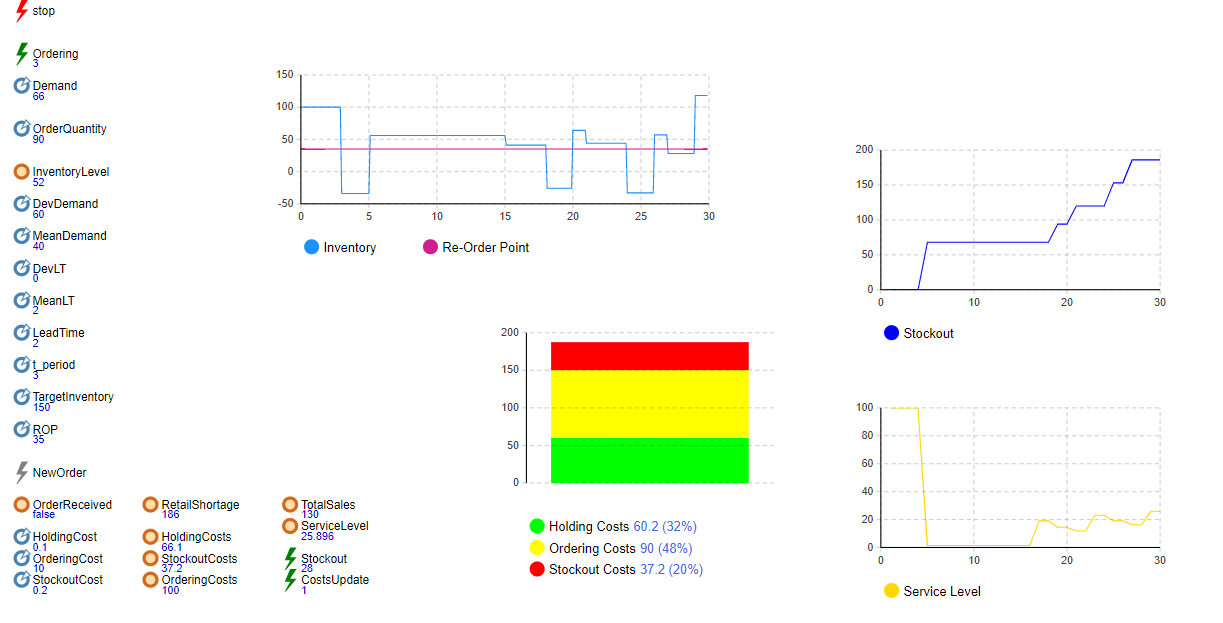 stop
Ordering
3
Demand
66
OrderQuantity
90
InventoryLevel
52
DevDemand
60
MeanDemand
40
DevLT
0
MeanLT
2
LeadTime
2
t_period
3
TargetInventory
150
ROP
35
NewOrder
OrderReceived
false
HoldingCost
0.1
OrderingCost
10
StockoutCost
0.2
RetailShortage
186
HoldingCosts
66.1
StockoutCosts
37.2
OrderingCosts
100
TotalSales
130
ServiceLevel
25.896
Stockout
28
CostsUpdate
1
150
100
50
0
-50
0 5 10 15 20 25 30
Inventory Re-Order Point
200
150
100
50
0
Holding Costs 60.2 (32%)
Ordering Costs 90 (48%)
Stockout Costs 37.2 (20%)
200
150
100
50
0
0 10 20 30
Stockout
100
80
60
40
20
0
0 10 20 30
Service Level